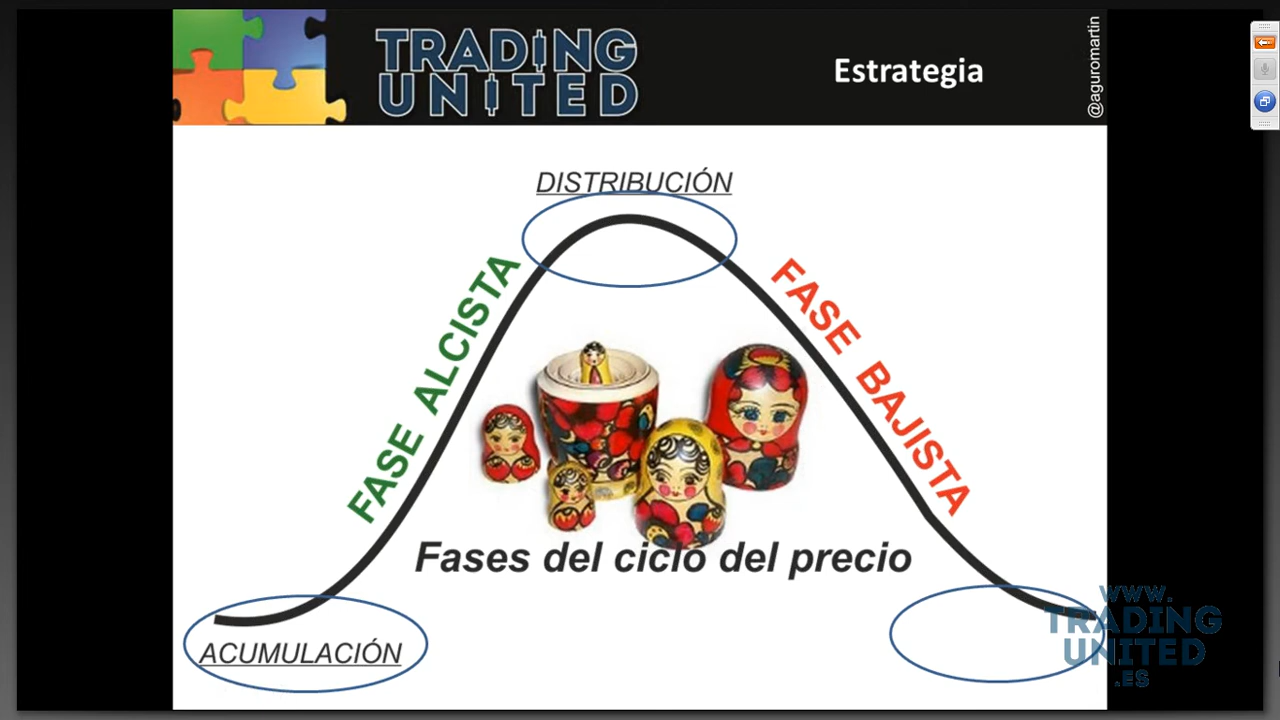 TRADING
UNITED
Estrategia
@aguromartin
DISTRIBUCIÓN
FASE ALCISTA
FASE BAJISTA
Fases del ciclo del precio
ACUMULACIÓN
www.
TRADING
UNITED
.ES